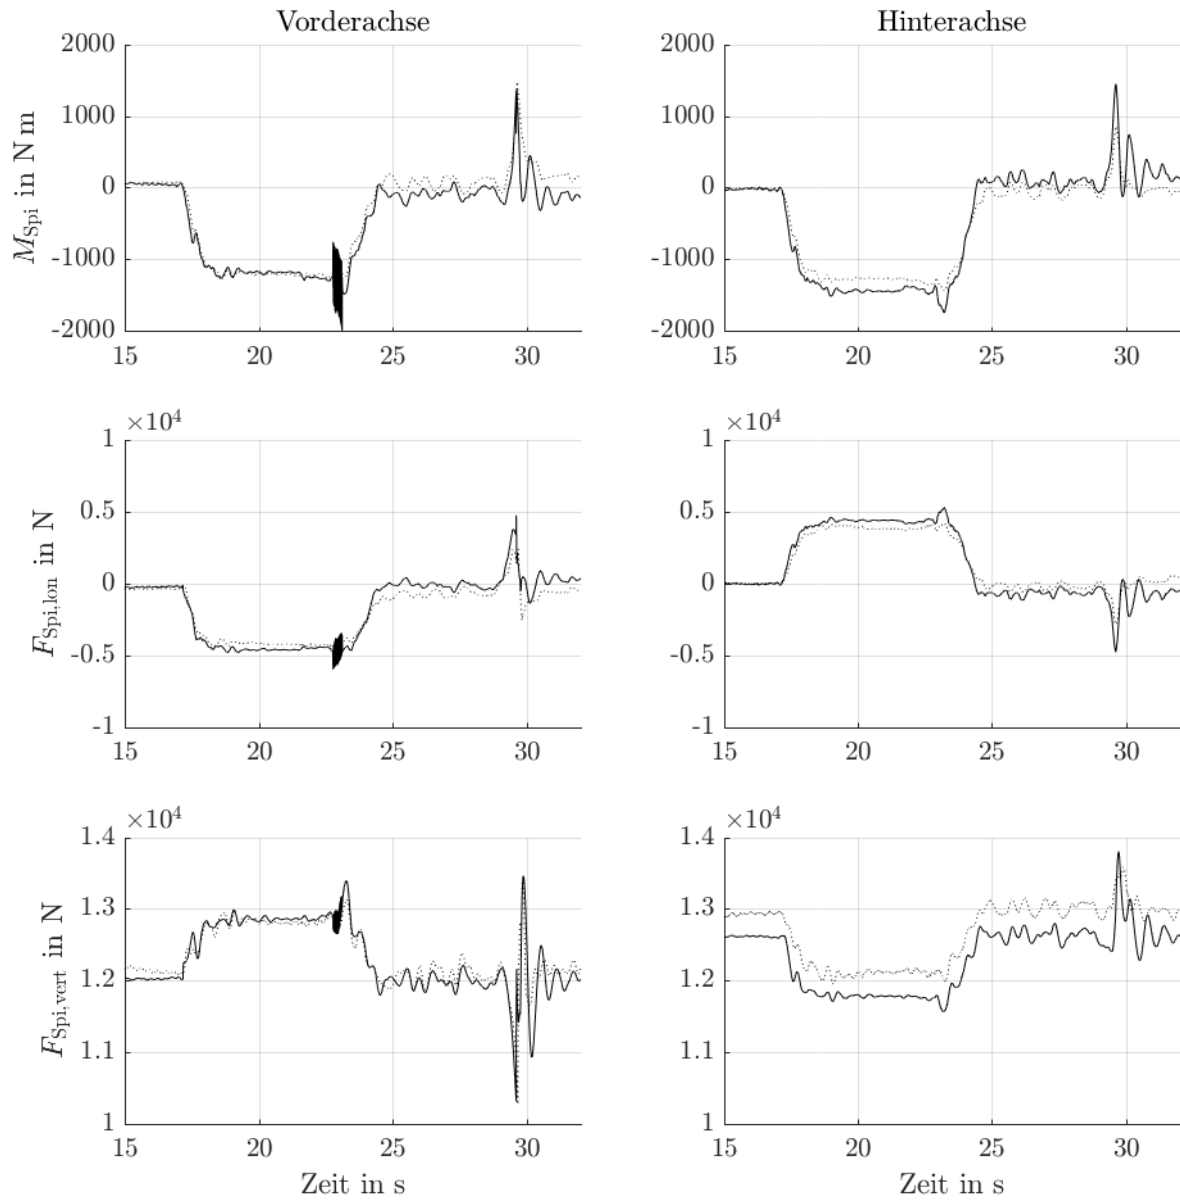 Vorderachse
Hinterachse
M_Spi in N m
2000
1000
0
-1000
-2000
15 20 25 30
2000
1000
0
-1000
-2000
15 20 25 30
F_Spi,lon in N
×10^4
1
0.5
0
-0.5
-1
15 20 25 30
×10^4
1
0.5
0
-0.5
-1
15 20 25 30
F_Spi,vert in N
×10^4
1.4
1.3
1.2
1.1
1
15 20 25 30
Zeit in s
×10^4
1.4
1.3
1.2
1.1
1
15 20 25 30
Zeit in s